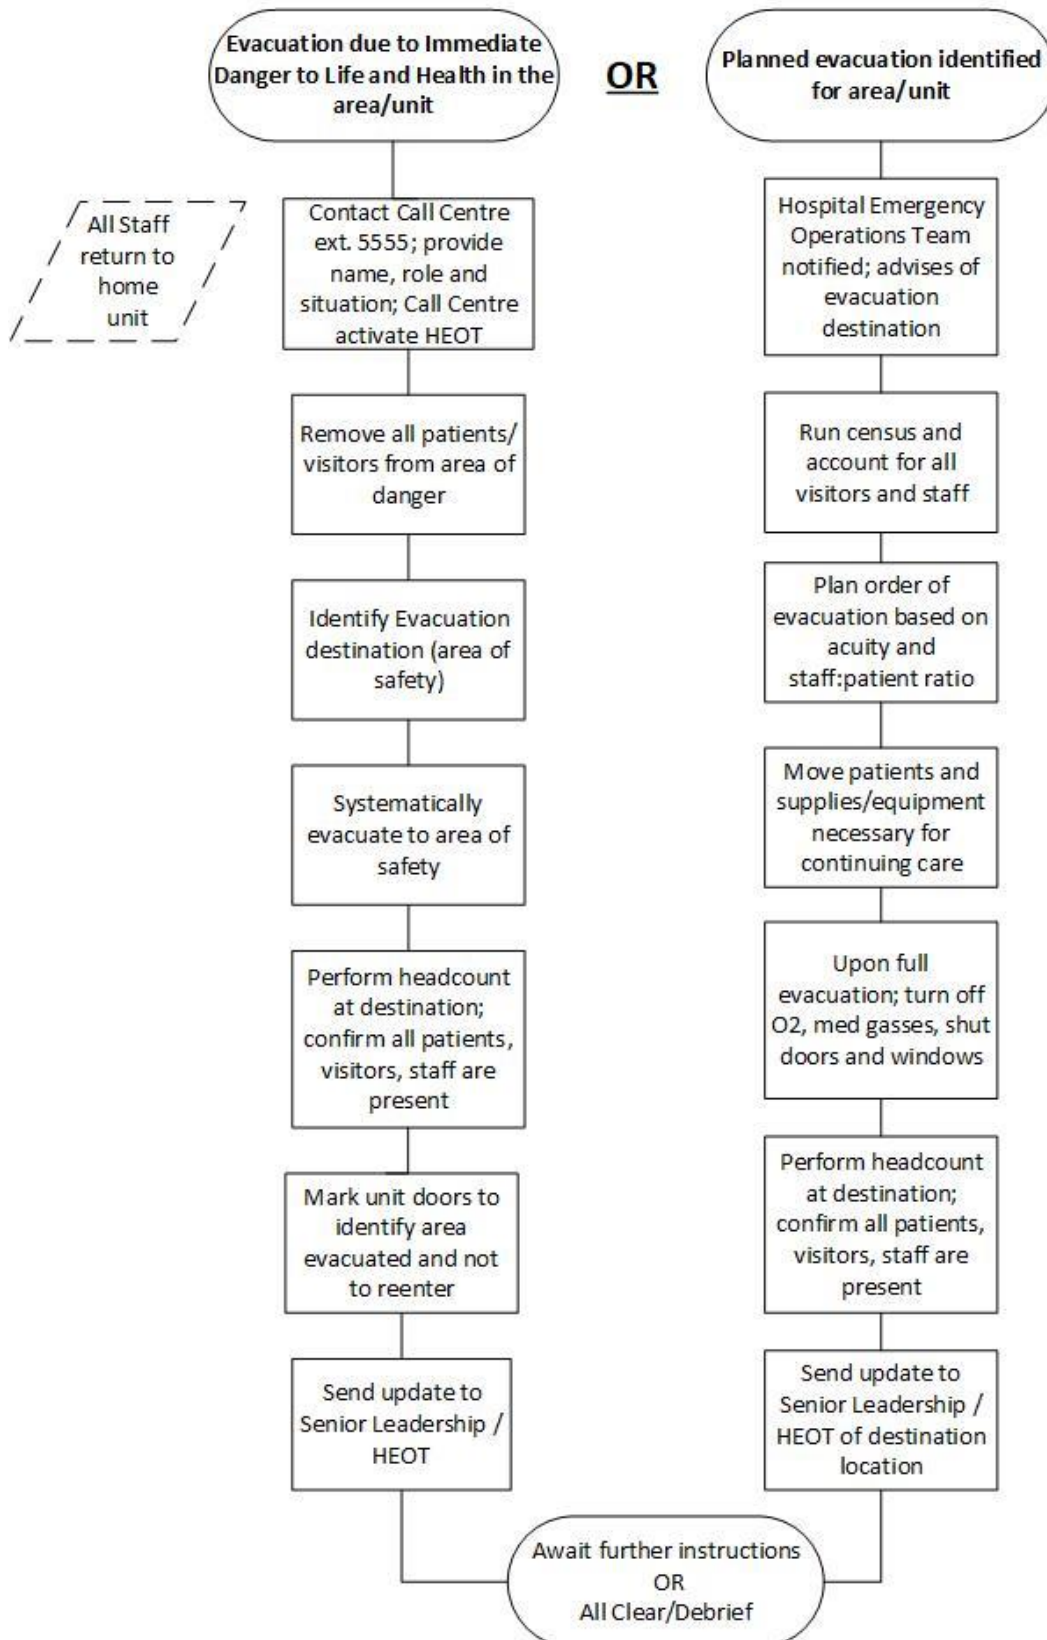 Evacuation due to Immediate
Danger to Life and Health in the
area/unit
OR
Planned evacuation identified
for area/unit
All Staff
return to
home
unit
Contact Call Centre
ext. 5555; provide
name, role and
situation; Call Centre
activate HEOT
Remove all patients/
visitors from area of
danger
Identify Evacuation
destination (area of
safety)
Systematically
evacuate to area of
safety
Perform headcount
at destination;
confirm all patients,
visitors, staff are
present
Mark unit doors to
identify area
evacuated and not
to reenter
Send update to
Senior Leadership /
HEOT
Hospital Emergency
Operations Team
notified; advises of
evacuation
destination
Run census and
account for all
visitors and staff
Plan order of
evacuation based on
acuity and
staff:patient ratio
Move patients and
supplies/equipment
necessary for
continuing care
Upon full
evacuation; turn off
O2, med gasses, shut
doors and windows
Perform headcount
at destination;
confirm all patients,
visitors, staff are
present
Send update to
Senior Leadership /
HEOT of destination
location
Await further instructions
OR
All Clear/Debrief